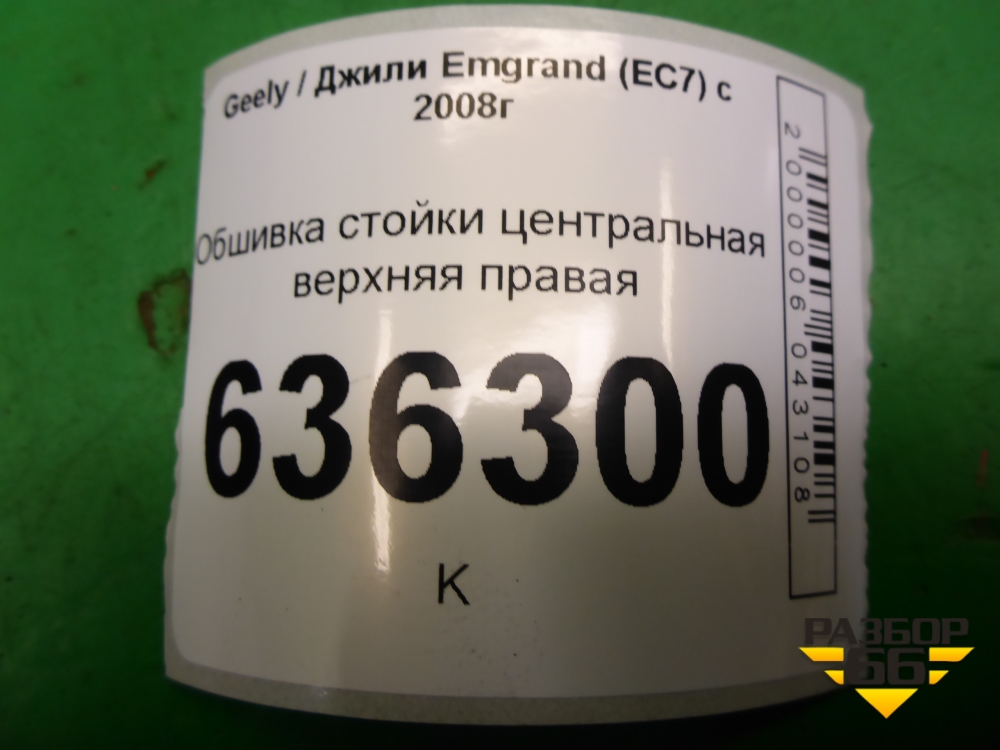 Geely / Джили Emgrand (EC7) с
2008г
Обшивка стойки центральная
верхняя правая
636300
К
2000006043108
РАЗБОР
66